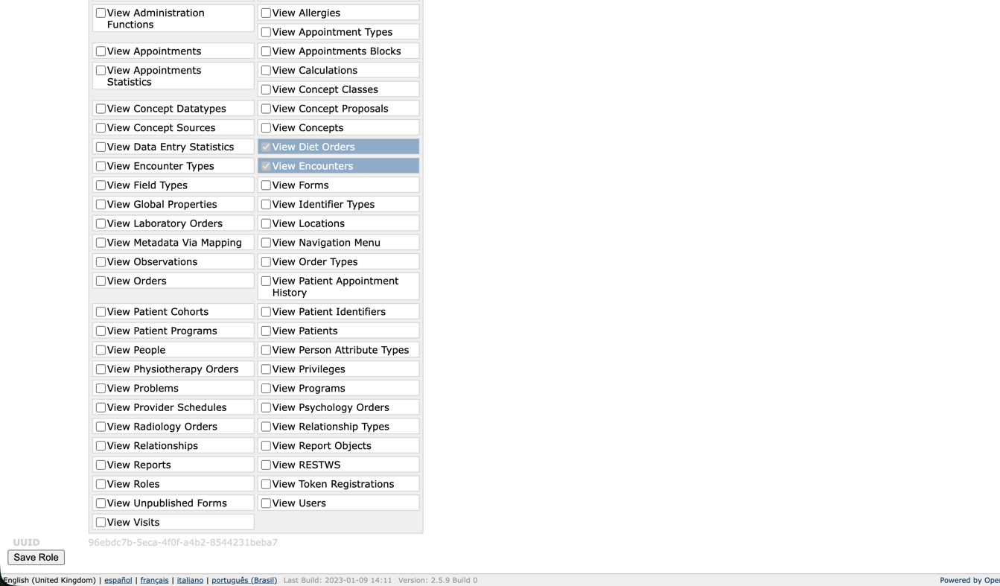 View Administration
Functions
View Allergies
View Appointment Types
View Appointments
View Appointments Blocks
View Appointments
Statistics
View Calculations
View Concept Classes
View Concept Datatypes
View Concept Proposals
View Concept Sources
View Concepts
View Data Entry Statistics
View Diet Orders
View Encounter Types
View Encounters
View Field Types
View Forms
View Global Properties
View Identifier Types
View Laboratory Orders
View Locations
View Metadata Via Mapping
View Navigation Menu
View Observations
View Order Types
View Orders
View Patient Appointment
History
View Patient Cohorts
View Patient Identifiers
View Patient Programs
View Patients
View People
View Person Attribute Types
View Physiotherapy Orders
View Privileges
View Problems
View Programs
View Provider Schedules
View Psychology Orders
View Radiology Orders
View Relationship Types
View Relationships
View Report Objects
View Reports
View RESTWS
View Roles
View Token Registrations
View Unpublished Forms
View Users
View Visits
UUID 96ebdc7b-5eca-4f0f-a4b2-8544231beba7
Save Role
English (United Kingdom) | español | français | italiano | português (Brasil) Last Build: 2023-01-09 14:11 Version: 2.5.9 Build 0 Powered by Ope